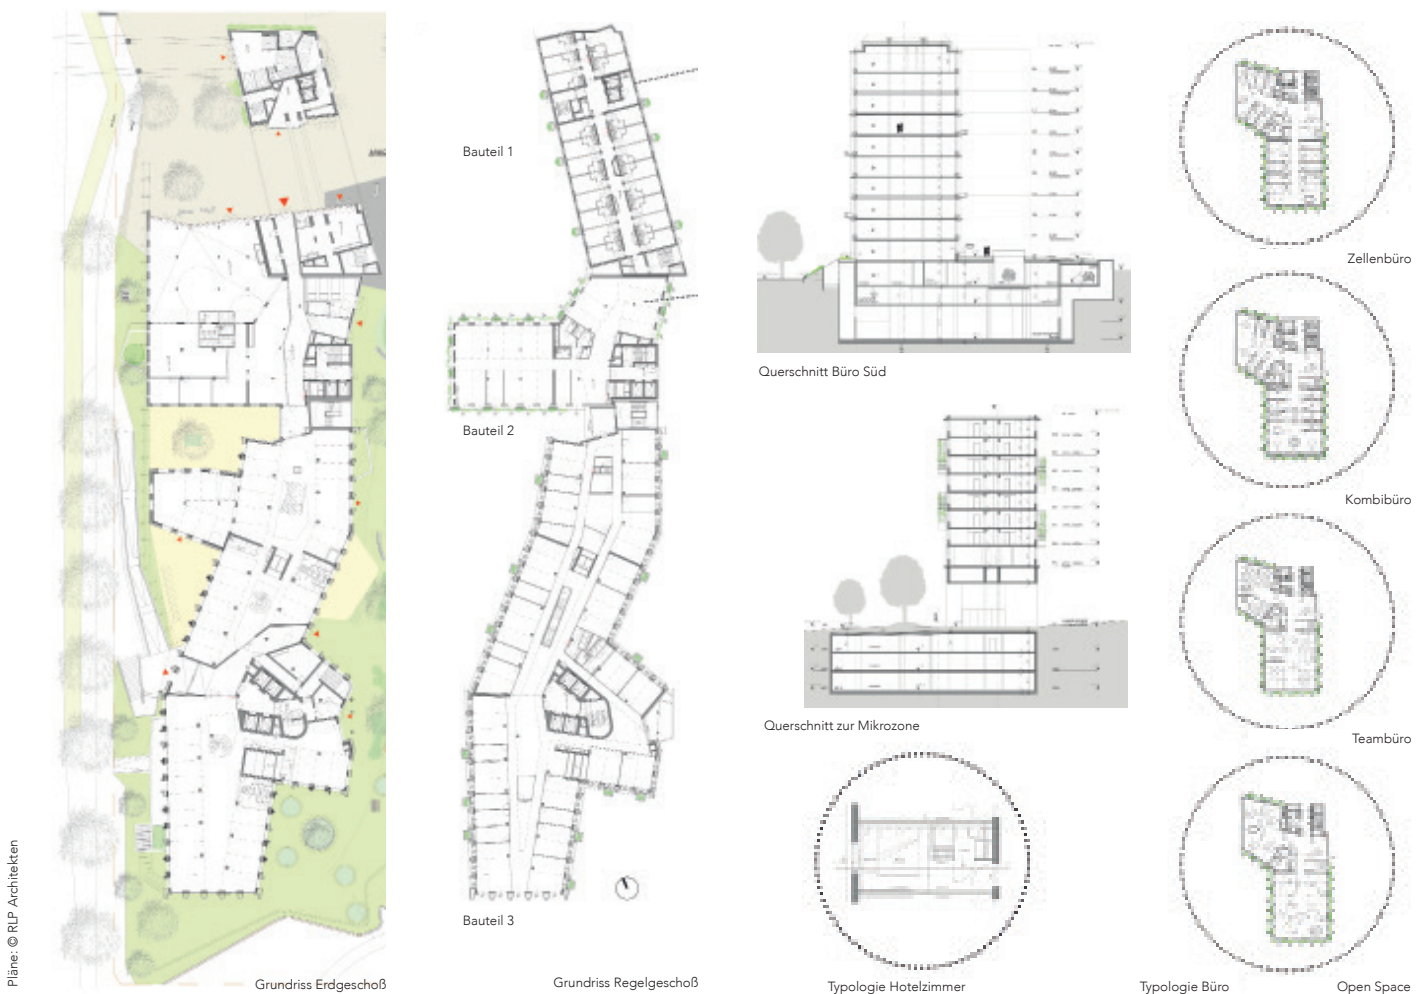 Bauteil 1
Bauteil 2
Bauteil 3
Querschnitt Büro Süd
Querschnitt zur Mikrozone
Zellenbüro
Kombibüro
Teambüro
Pläne: © RLP Architekten
Grundriss Erdgeschoß
Grundriss Regelgeschoß
Typologie Hotelzimmer
Typologie Büro
Open Space